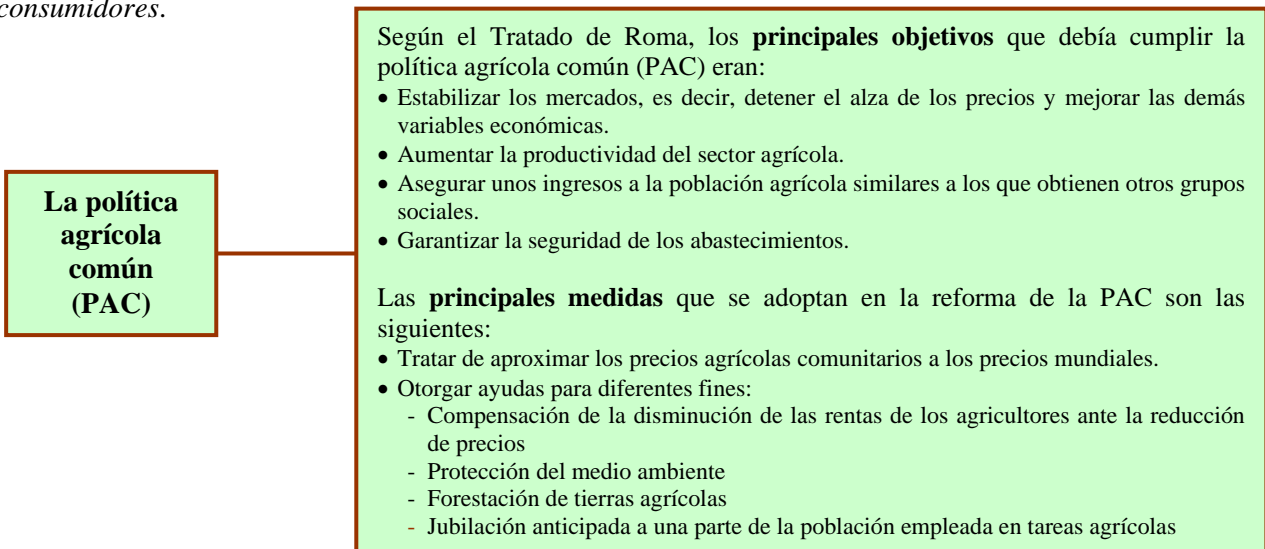 consumidores.
Según el Tratado de Roma, los principales objetivos que debía cumplir la
política agrícola común (PAC) eran:
• Estabilizar los mercados, es decir, detener el alza de los precios y mejorar las demás
variables económicas.
• Aumentar la productividad del sector agrícola.
• Asegurar unos ingresos a la población agrícola similares a los que obtienen otros grupos
sociales.
• Garantizar la seguridad de los abastecimientos.
La política
agrícola
común
(PAC)
Las principales medidas que se adoptan en la reforma de la PAC son las
siguientes:
• Tratar de aproximar los precios agrícolas comunitarios a los precios mundiales.
• Otorgar ayudas para diferentes fines:
- Compensación de la disminución de las rentas de los agricultores ante la reducción
de precios
- Protección del medio ambiente
- Forestación de tierras agrícolas
- Jubilación anticipada a una parte de la población empleada en tareas agrícolas